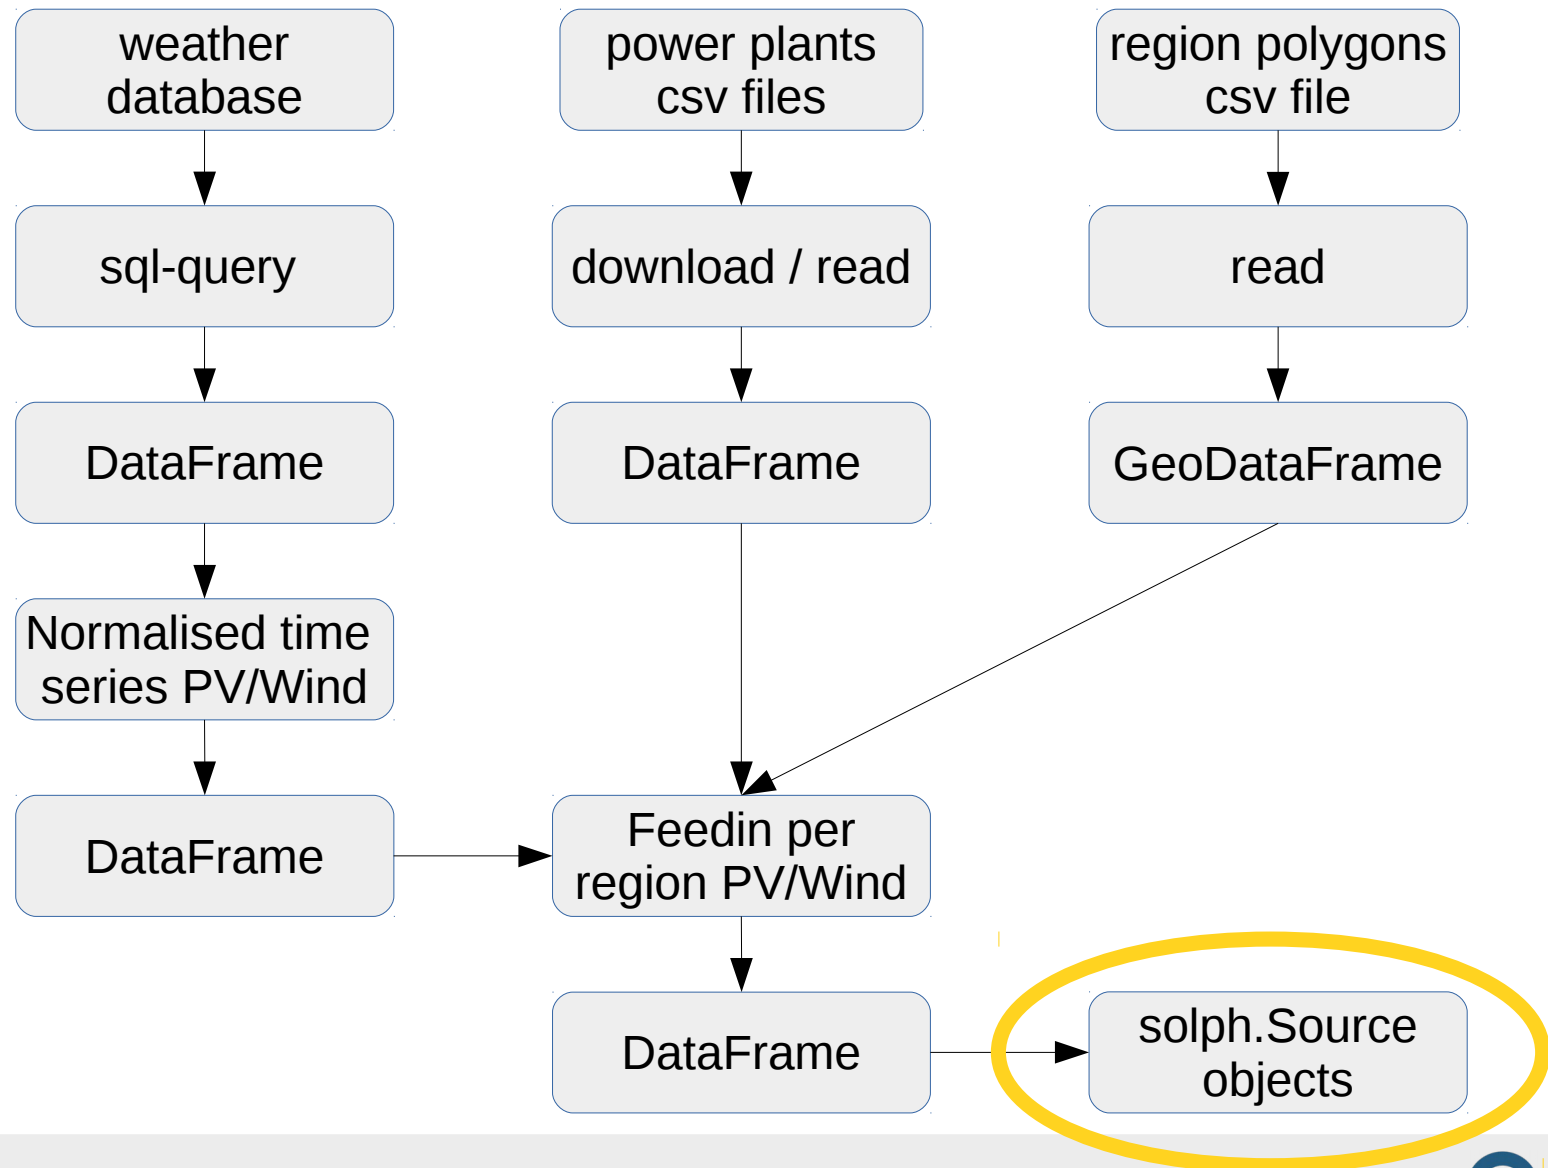 weather
database
power plants
csv files
region polygons
csv file
sql-query
download / read
read
DataFrame
DataFrame
GeoDataFrame
Normalised time
series PV/Wind
DataFrame
Feedin per
region PV/Wind
DataFrame
solph.Source
objects